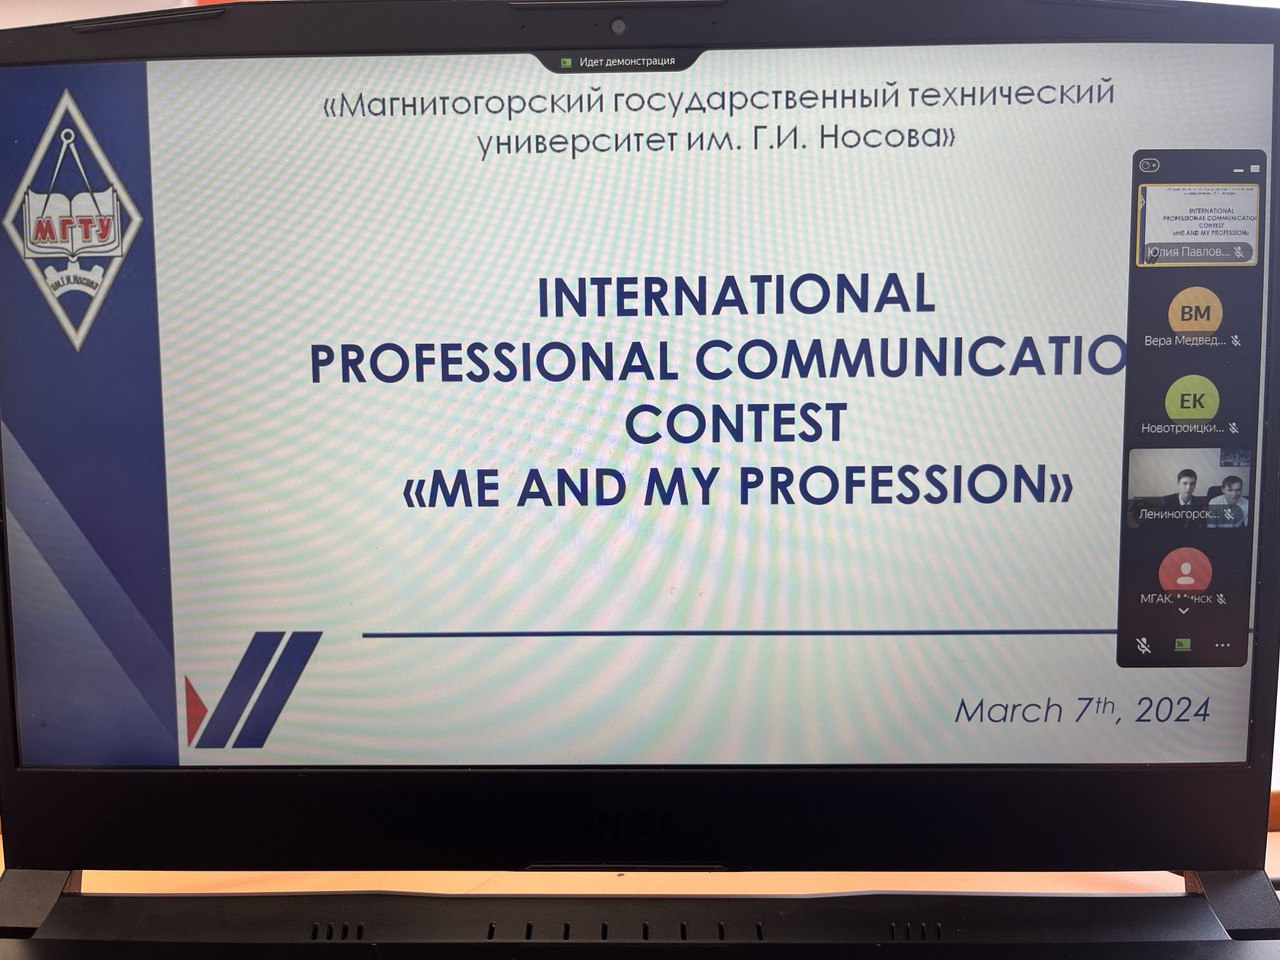 Идет демонстрация
«Магнитогорский государственный технический
университет им. Г.И. Носова»
МГТУ
им. Г.И. Носова
INTERNATIONAL
PROFESSIONAL COMMUNICATIO
CONTEST
«ME AND MY PROFESSION»
March 7th, 2024
INTERNATIONAL
PROFESSIONAL COMMUNICATIO
CONTEST
«ME AND MY PROFESSION»
Юлия Павлов...
ВМ
Вера Медвед...
ЕК
Новотроицки...
Лениногорск...
МГАК. Минск
msi